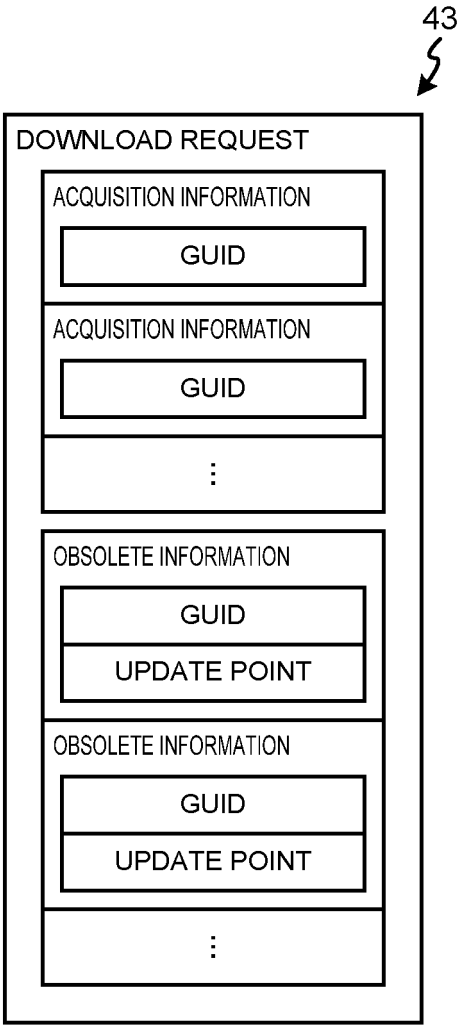 43
DOWNLOAD REQUEST
ACQUISITION INFORMATION
GUID
ACQUISITION INFORMATION
GUID
⋮
OBSOLETE INFORMATION
GUID
UPDATE POINT
OBSOLETE INFORMATION
GUID
UPDATE POINT
⋮